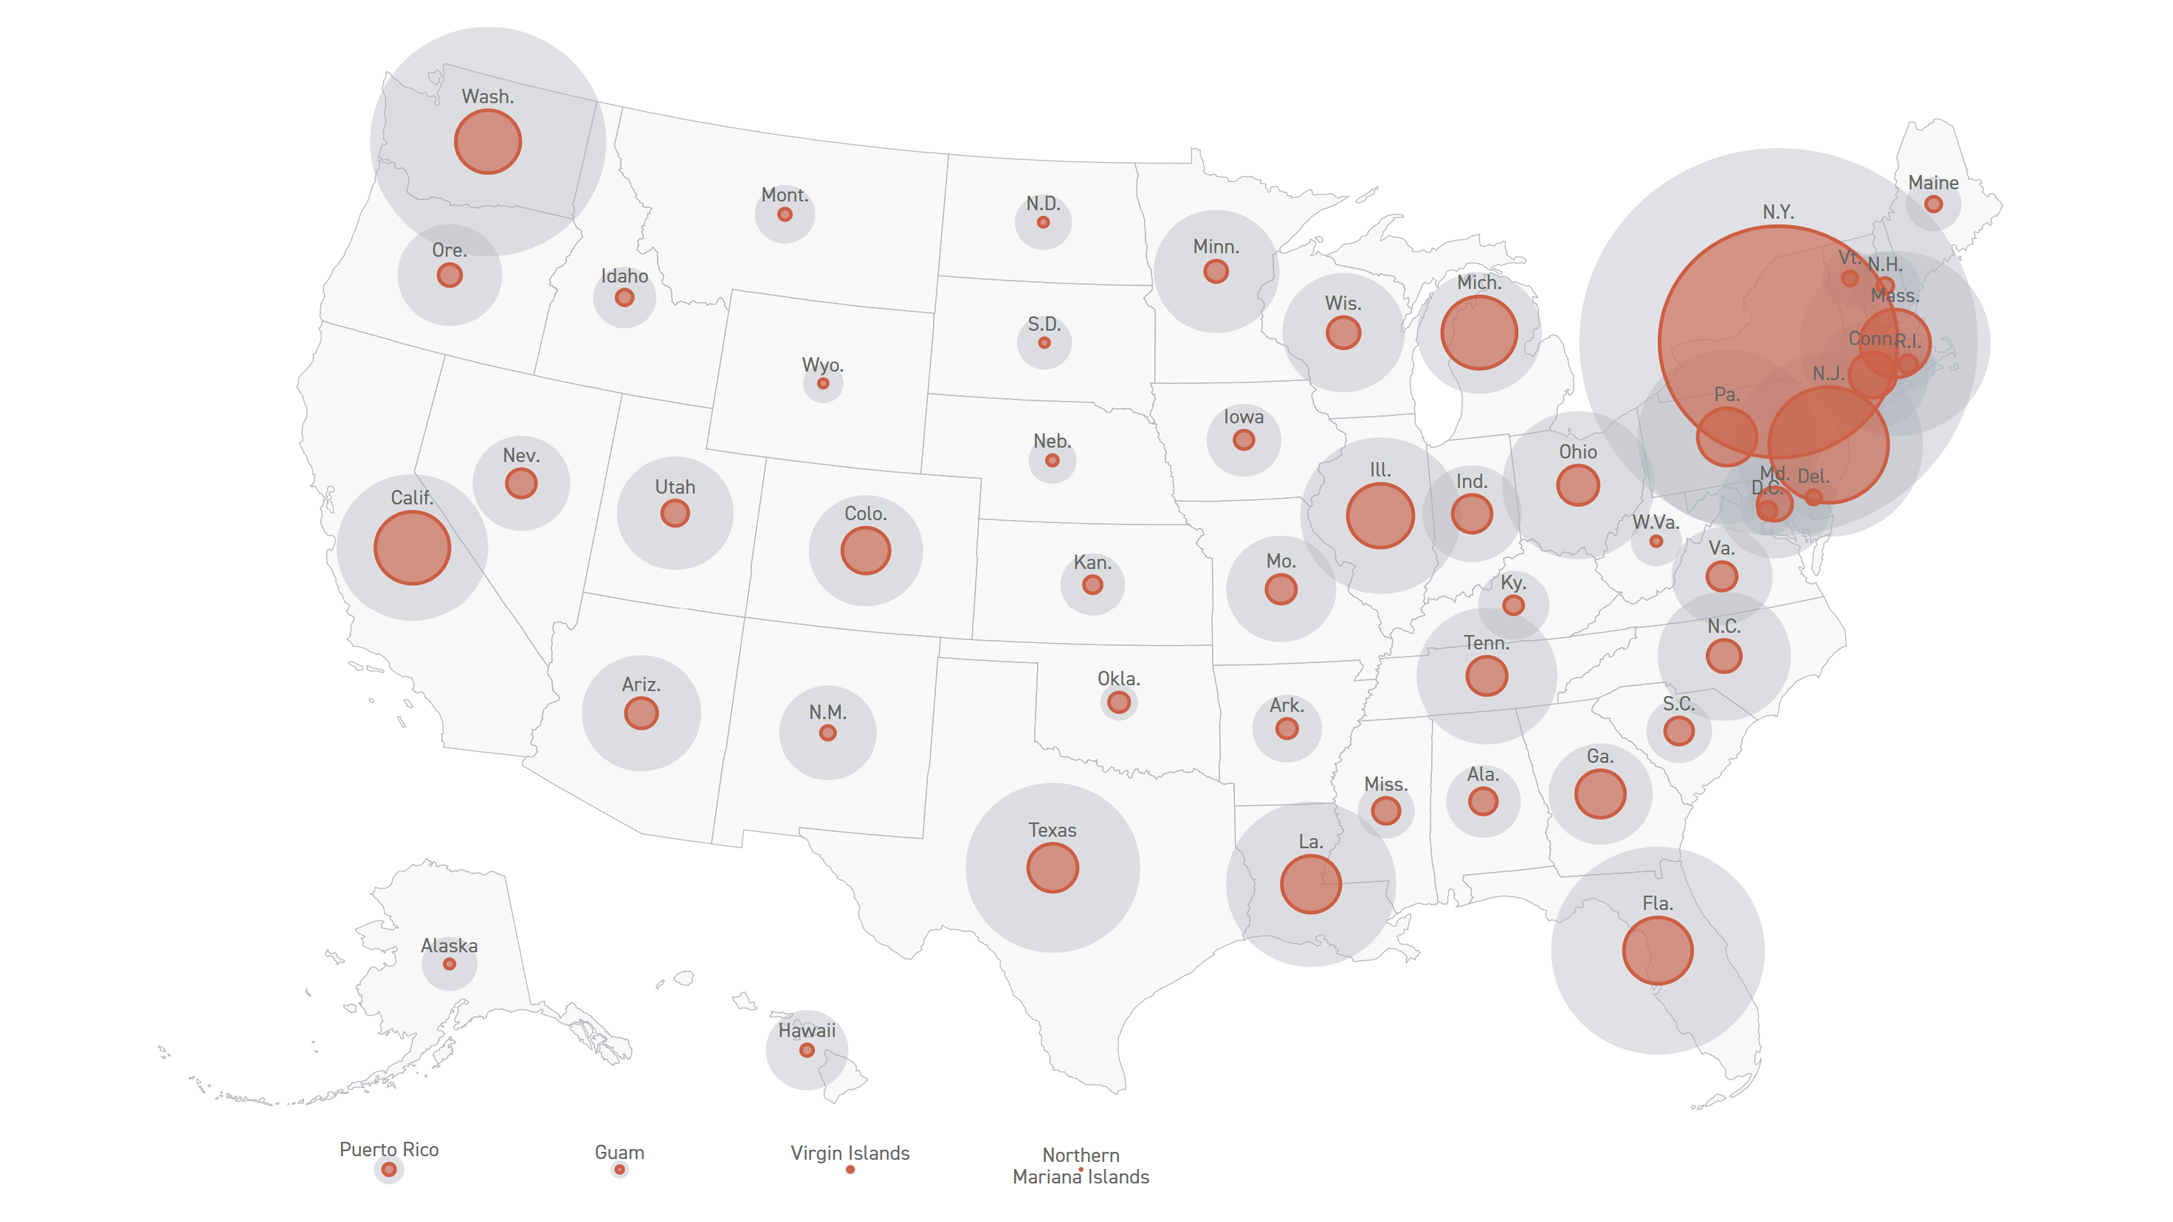 Wash.
Maine
Mont.
N.D.
N.Y.
Minn.
Ore.
Vt.
N.H.
Idaho
Mich.
Mass.
Wis.
S.D.
Conn.
R.I.
Wyo.
N.J.
Pa.
Iowa
Neb.
Ohio
Nev.
Ill.
Md.
Del.
Ind.
Utah
D.C.
Calif.
Colo.
W.Va.
Va.
Mo.
Kan.
Ky.
N.C.
Tenn.
Okla.
Ariz.
S.C.
Ark.
N.M.
Ga.
Ala.
Miss.
Texas
La.
Fla.
Alaska
Hawaii
Puerto Rico
Guam
Virgin Islands
Northern
Mariana Islands